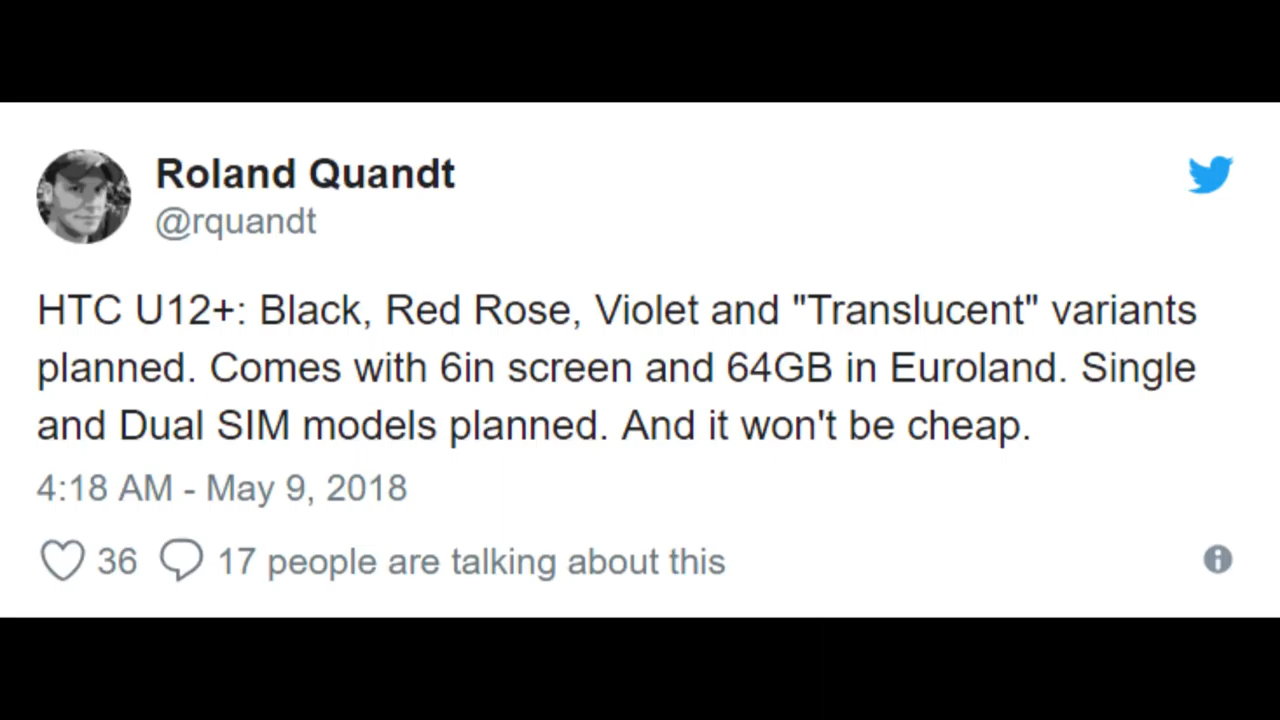 Roland Quandt
@rquandt
HTC U12+: Black, Red Rose, Violet and "Translucent" variants
planned. Comes with 6in screen and 64GB in Euroland. Single
and Dual SIM models planned. And it won't be cheap.
4:18 AM - May 9, 2018
36 17 people are talking about this